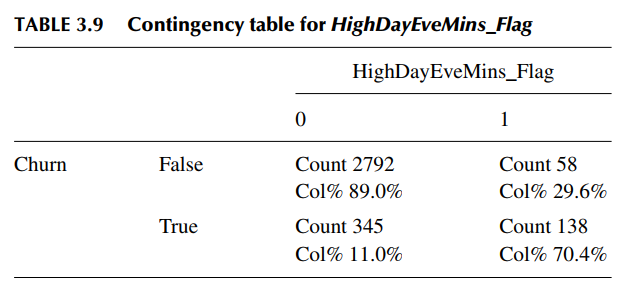 TABLE 3.9 Contingency table for HighDayEveMins_Flag
HighDayEveMins_Flag
0 1
Churn False Count 2792 Count 58
Col% 89.0% Col% 29.6%
True Count 345 Count 138
Col% 11.0% Col% 70.4%